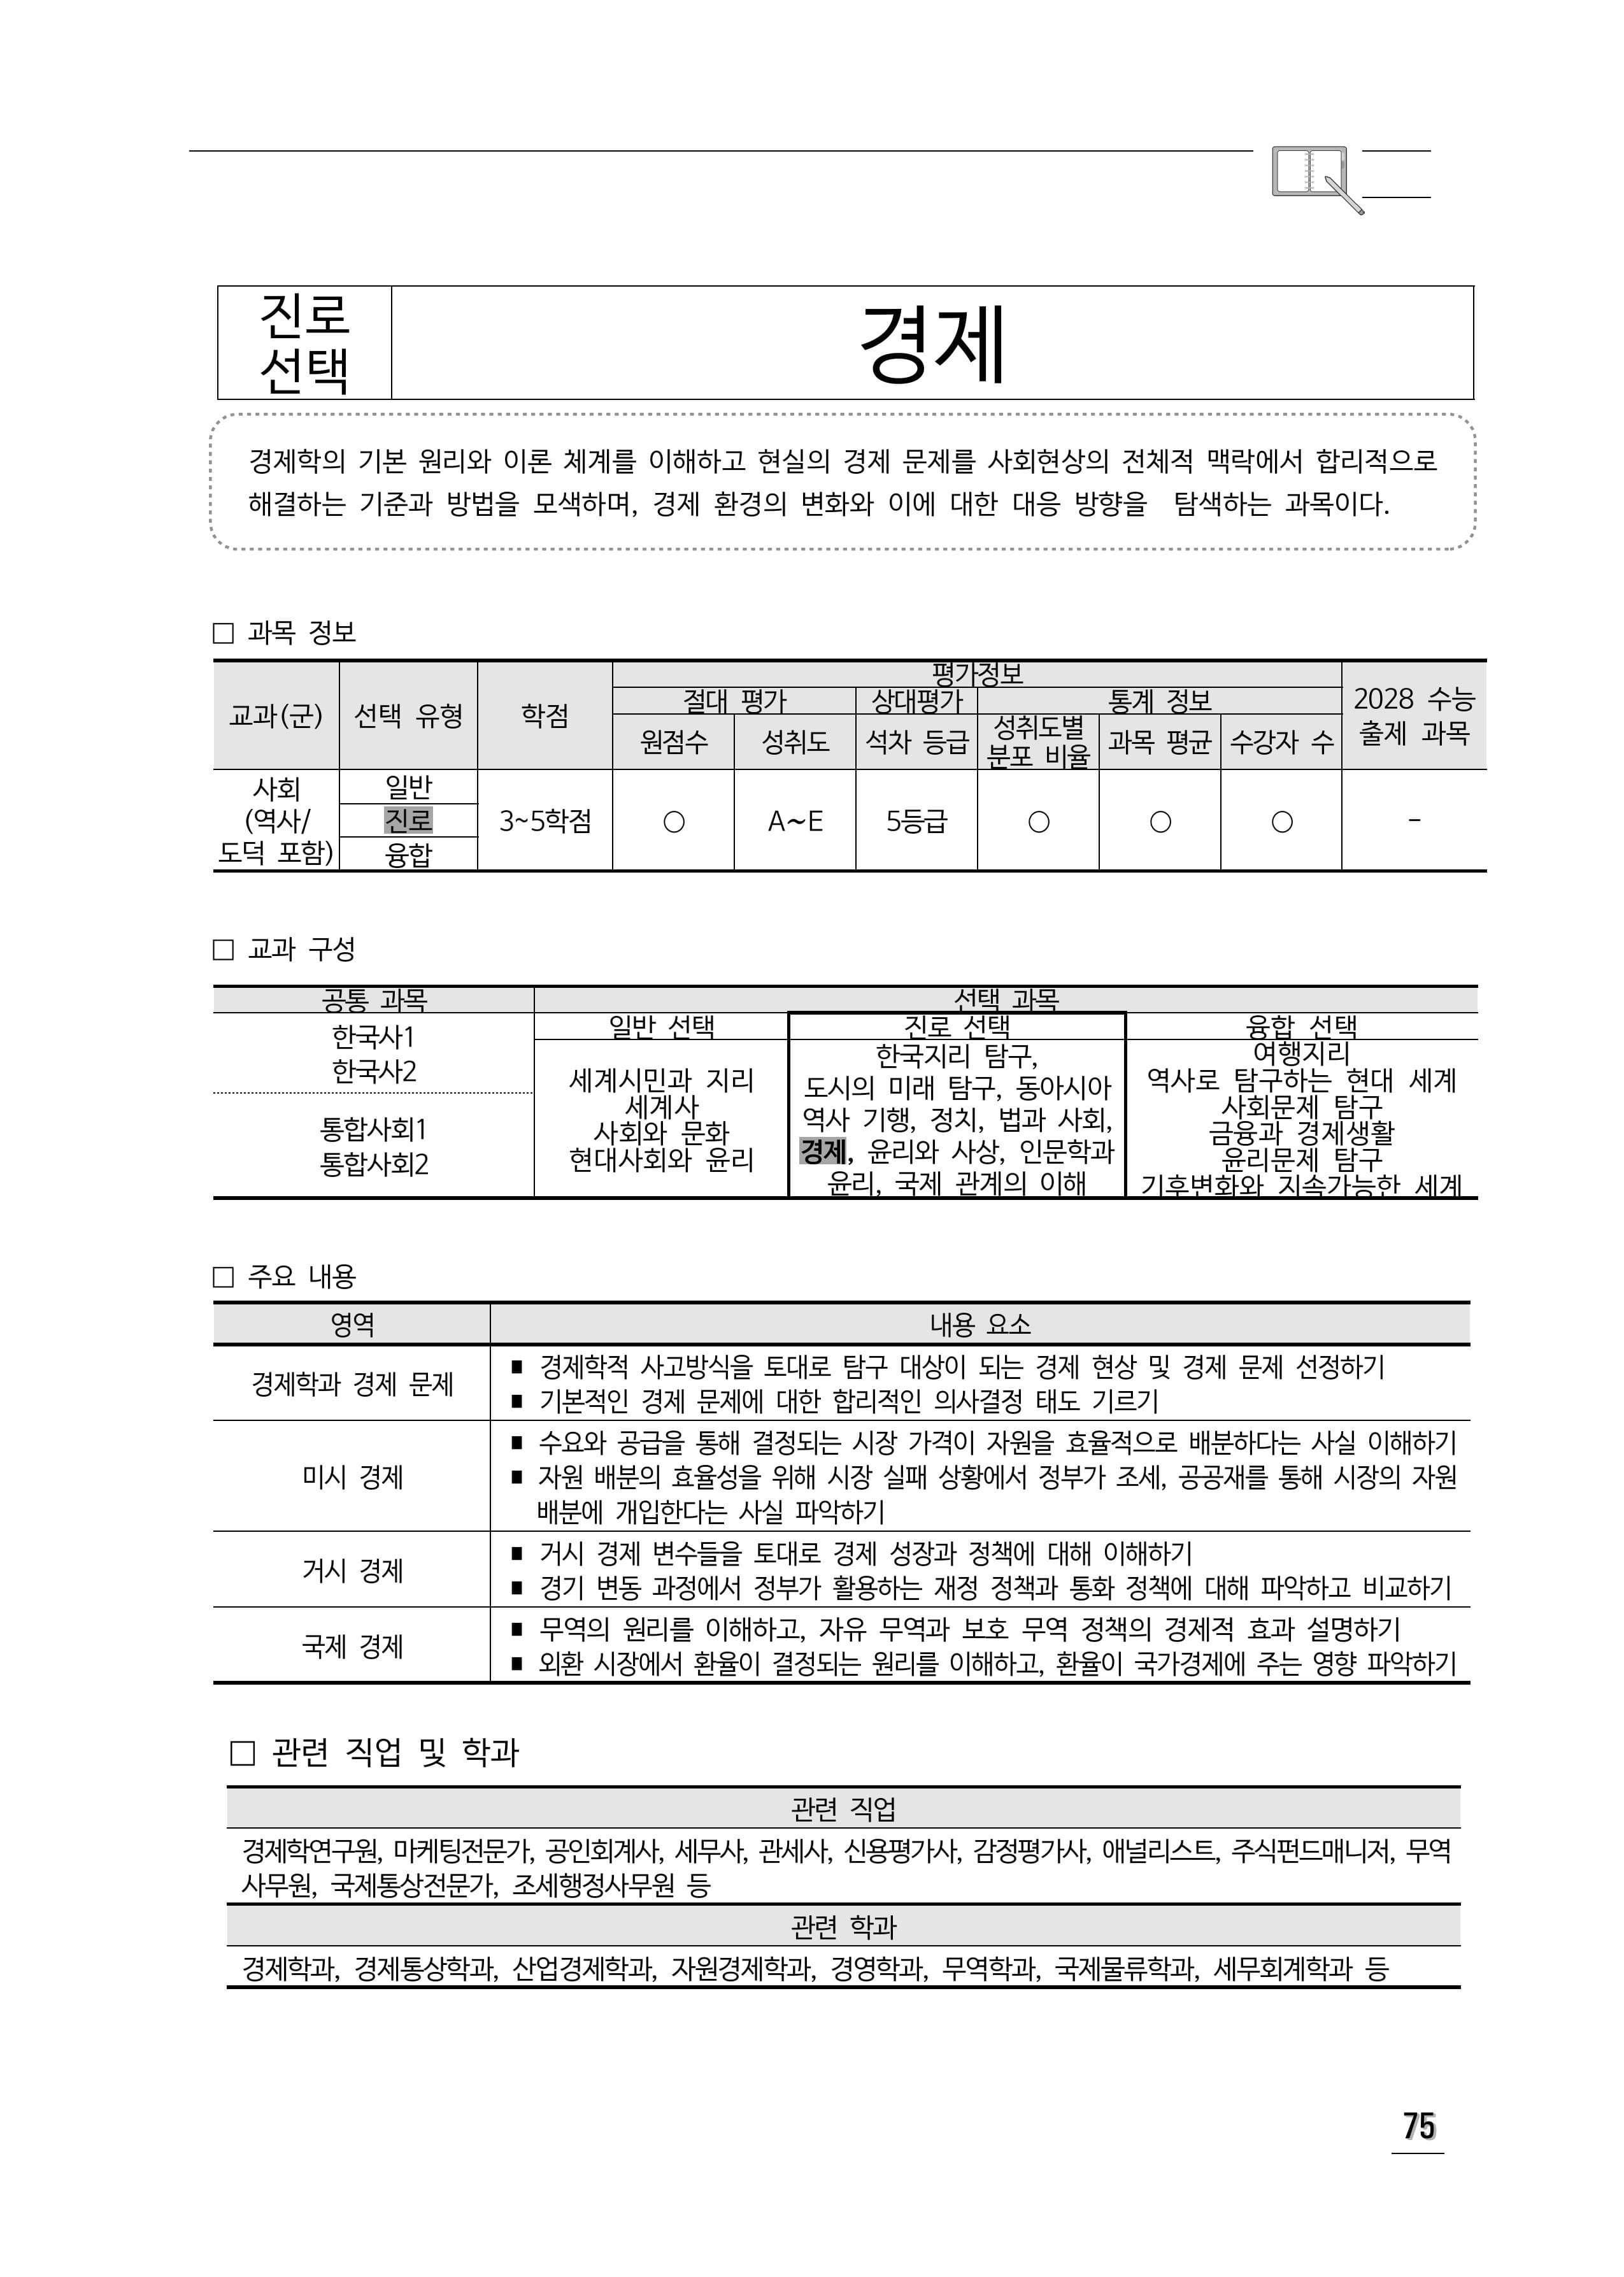 진로
선택
경제
경제학의 기본 원리와 이론 체계를 이해하고 현실의 경제 문제를 사회현상의 전체적 맥락에서 합리적으로
해결하는 기준과 방법을 모색하며, 경제 환경의 변화와 이에 대한 대응 방향을 탐색하는 과목이다.
□ 과목 정보
교과(군)
선택 유형
학점
평가정보
2028 수능
출제 과목
절대 평가
상대평가
통계 정보
원점수
성취도
석차 등급
성취도별
분포 비율
과목 평균
수강자 수
사회
(역사/
도덕 포함)
일반
진로
융합
3~5학점
○
A~E
5등급
○
○
○
-
□ 교과 구성
공통 과목
선택 과목
한국사1
한국사2
통합사회1
통합사회2
일반 선택
세계시민과 지리
세계사
사회와 문화
현대사회와 윤리
진로 선택
한국지리 탐구,
도시의 미래 탐구, 동아시아
역사 기행, 정치, 법과 사회,
경제, 윤리와 사상, 인문학과
윤리, 국제 관계의 이해
융합 선택
여행지리
역사로 탐구하는 현대 세계
사회문제 탐구
금융과 경제생활
윤리문제 탐구
기후변화와 지속가능한 세계
□ 주요 내용
영역
내용 요소
경제학과 경제 문제
▪ 경제학적 사고방식을 토대로 탐구 대상이 되는 경제 현상 및 경제 문제 선정하기
▪ 기본적인 경제 문제에 대한 합리적인 의사결정 태도 기르기
미시 경제
▪ 수요와 공급을 통해 결정되는 시장 가격이 자원을 효율적으로 배분하다는 사실 이해하기
▪ 자원 배분의 효율성을 위해 시장 실패 상황에서 정부가 조세, 공공재를 통해 시장의 자원
배분에 개입한다는 사실 파악하기
거시 경제
▪ 거시 경제 변수들을 토대로 경제 성장과 정책에 대해 이해하기
▪ 경기 변동 과정에서 정부가 활용하는 재정 정책과 통화 정책에 대해 파악하고 비교하기
국제 경제
▪ 무역의 원리를 이해하고, 자유 무역과 보호 무역 정책의 경제적 효과 설명하기
▪ 외환 시장에서 환율이 결정되는 원리를 이해하고, 환율이 국가경제에 주는 영향 파악하기
□ 관련 직업 및 학과
관련 직업
경제학연구원, 마케팅전문가, 공인회계사, 세무사, 관세사, 신용평가사, 감정평가사, 애널리스트, 주식펀드매니저, 무역
사무원, 국제통상전문가, 조세행정사무원 등
관련 학과
경제학과, 경제통상학과, 산업경제학과, 자원경제학과, 경영학과, 무역학과, 국제물류학과, 세무회계학과 등
75